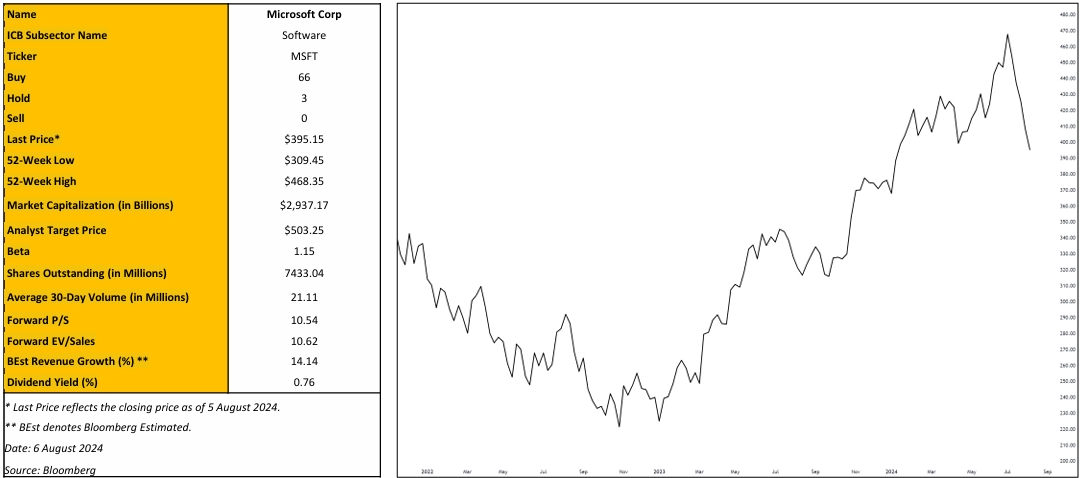 Name Microsoft Corp
ICB Subsector Name Software
Ticker MSFT
Buy 66
Hold 3
Sell 0
Last Price* $395.15
52-Week Low $309.45
52-Week High $468.35
Market Capitalization (in Billions) $2,937.17
Analyst Target Price $503.25
Beta 1.15
Shares Outstanding (in Millions) 7433.04
Average 30-Day Volume (in Millions) 21.11
Forward P/S 10.54
Forward EV/Sales 10.62
BEst Revenue Growth (%) ** 14.14
Dividend Yield (%) 0.76
* Last Price reflects the closing price as of 5 August 2024.
** BEst denotes Bloomberg Estimated.
Date: 6 August 2024
Source: Bloomberg
480.00
470.00
460.00
450.00
440.00
430.00
420.00
410.00
400.00
390.00
380.00
370.00
360.00
350.00
340.00
330.00
320.00
310.00
300.00
290.00
280.00
270.00
260.00
250.00
240.00
230.00
220.00
210.00
200.00
2022 Mar May Jul Sep Nov 2023 Mar May Jul Sep Nov 2024 Mar May Jul Sep